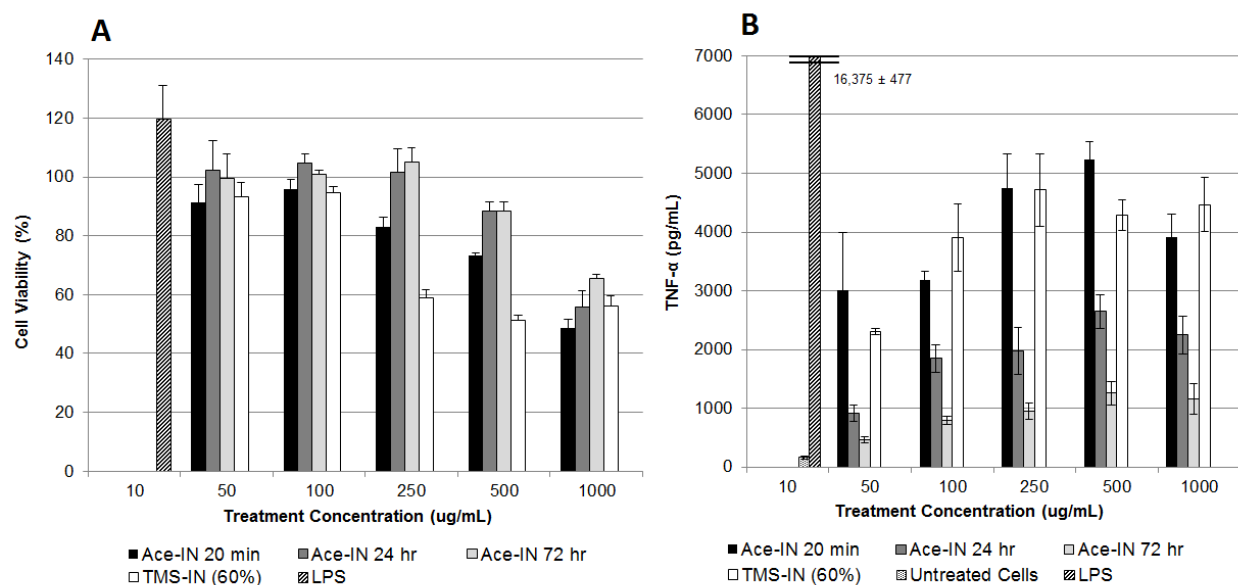 A
Cell Viability (%)
140
120
100
80
60
40
20
0
10 50 100 250 500 1000
Treatment Concentration (ug/mL)
Ace-IN 20 min Ace-IN 24 hr Ace-IN 72 hr
TMS-IN (60%) LPS
B
TNF-α (pg/mL)
7000
16,375 ± 477
6000
5000
4000
3000
2000
1000
0
10 50 100 250 500 1000
Treatment Concentration (ug/mL)
Ace-IN 20 min Ace-IN 24 hr Ace-IN 72 hr
TMS-IN (60%) Untreated Cells LPS